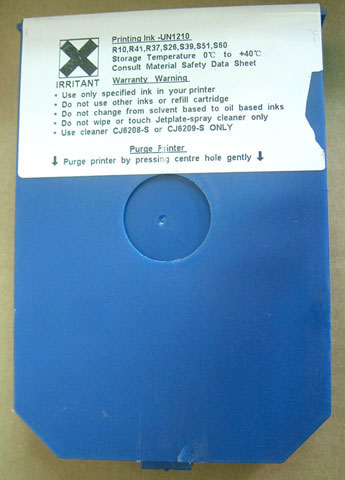 Printing Ink -UN1210
R10,R41,R37,S26,S39,S51,S60
Storage Temperature 0℃ to +40℃
Consult Material Safety Data Sheet
IRRITANT
Warranty Warning
• Use only specified ink in your printer
• Do not use other inks or refill cartridge
• Do not change from solvent based to oil based inks
• Do not wipe or touch Jetplate-spray cleaner only
• Use cleaner CJ6208-S or CJ6209-S ONLY
Purge Printer
↓ Purge printer by pressing centre hole gently ↓